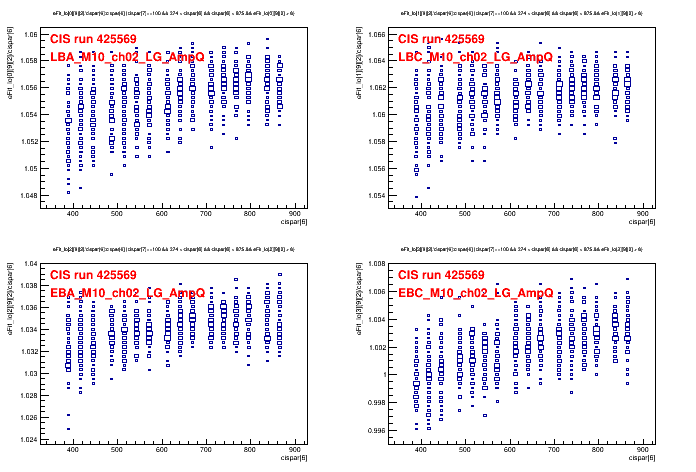 CIS run 425569
LBA_M10_ch02_LG_AmpQ
1.06
1.058
1.056
1.054
1.052
1.05
1.048
400 500 600 700 800 900
cispar[6]
CIS run 425569
LBC_M10_ch02_LG_AmpQ
1.066
1.064
1.062
1.06
1.058
1.056
1.054
400 500 600 700 800 900
cispar[6]
CIS run 425569
EBA_M10_ch02_LG_AmpQ
1.04
1.038
1.036
1.034
1.032
1.03
1.028
1.026
1.024
400 500 600 700 800 900
cispar[6]
CIS run 425569
EBC_M10_ch02_LG_AmpQ
1.008
1.006
1.004
1.002
1
0.998
0.996
400 500 600 700 800 900
cispar[6]